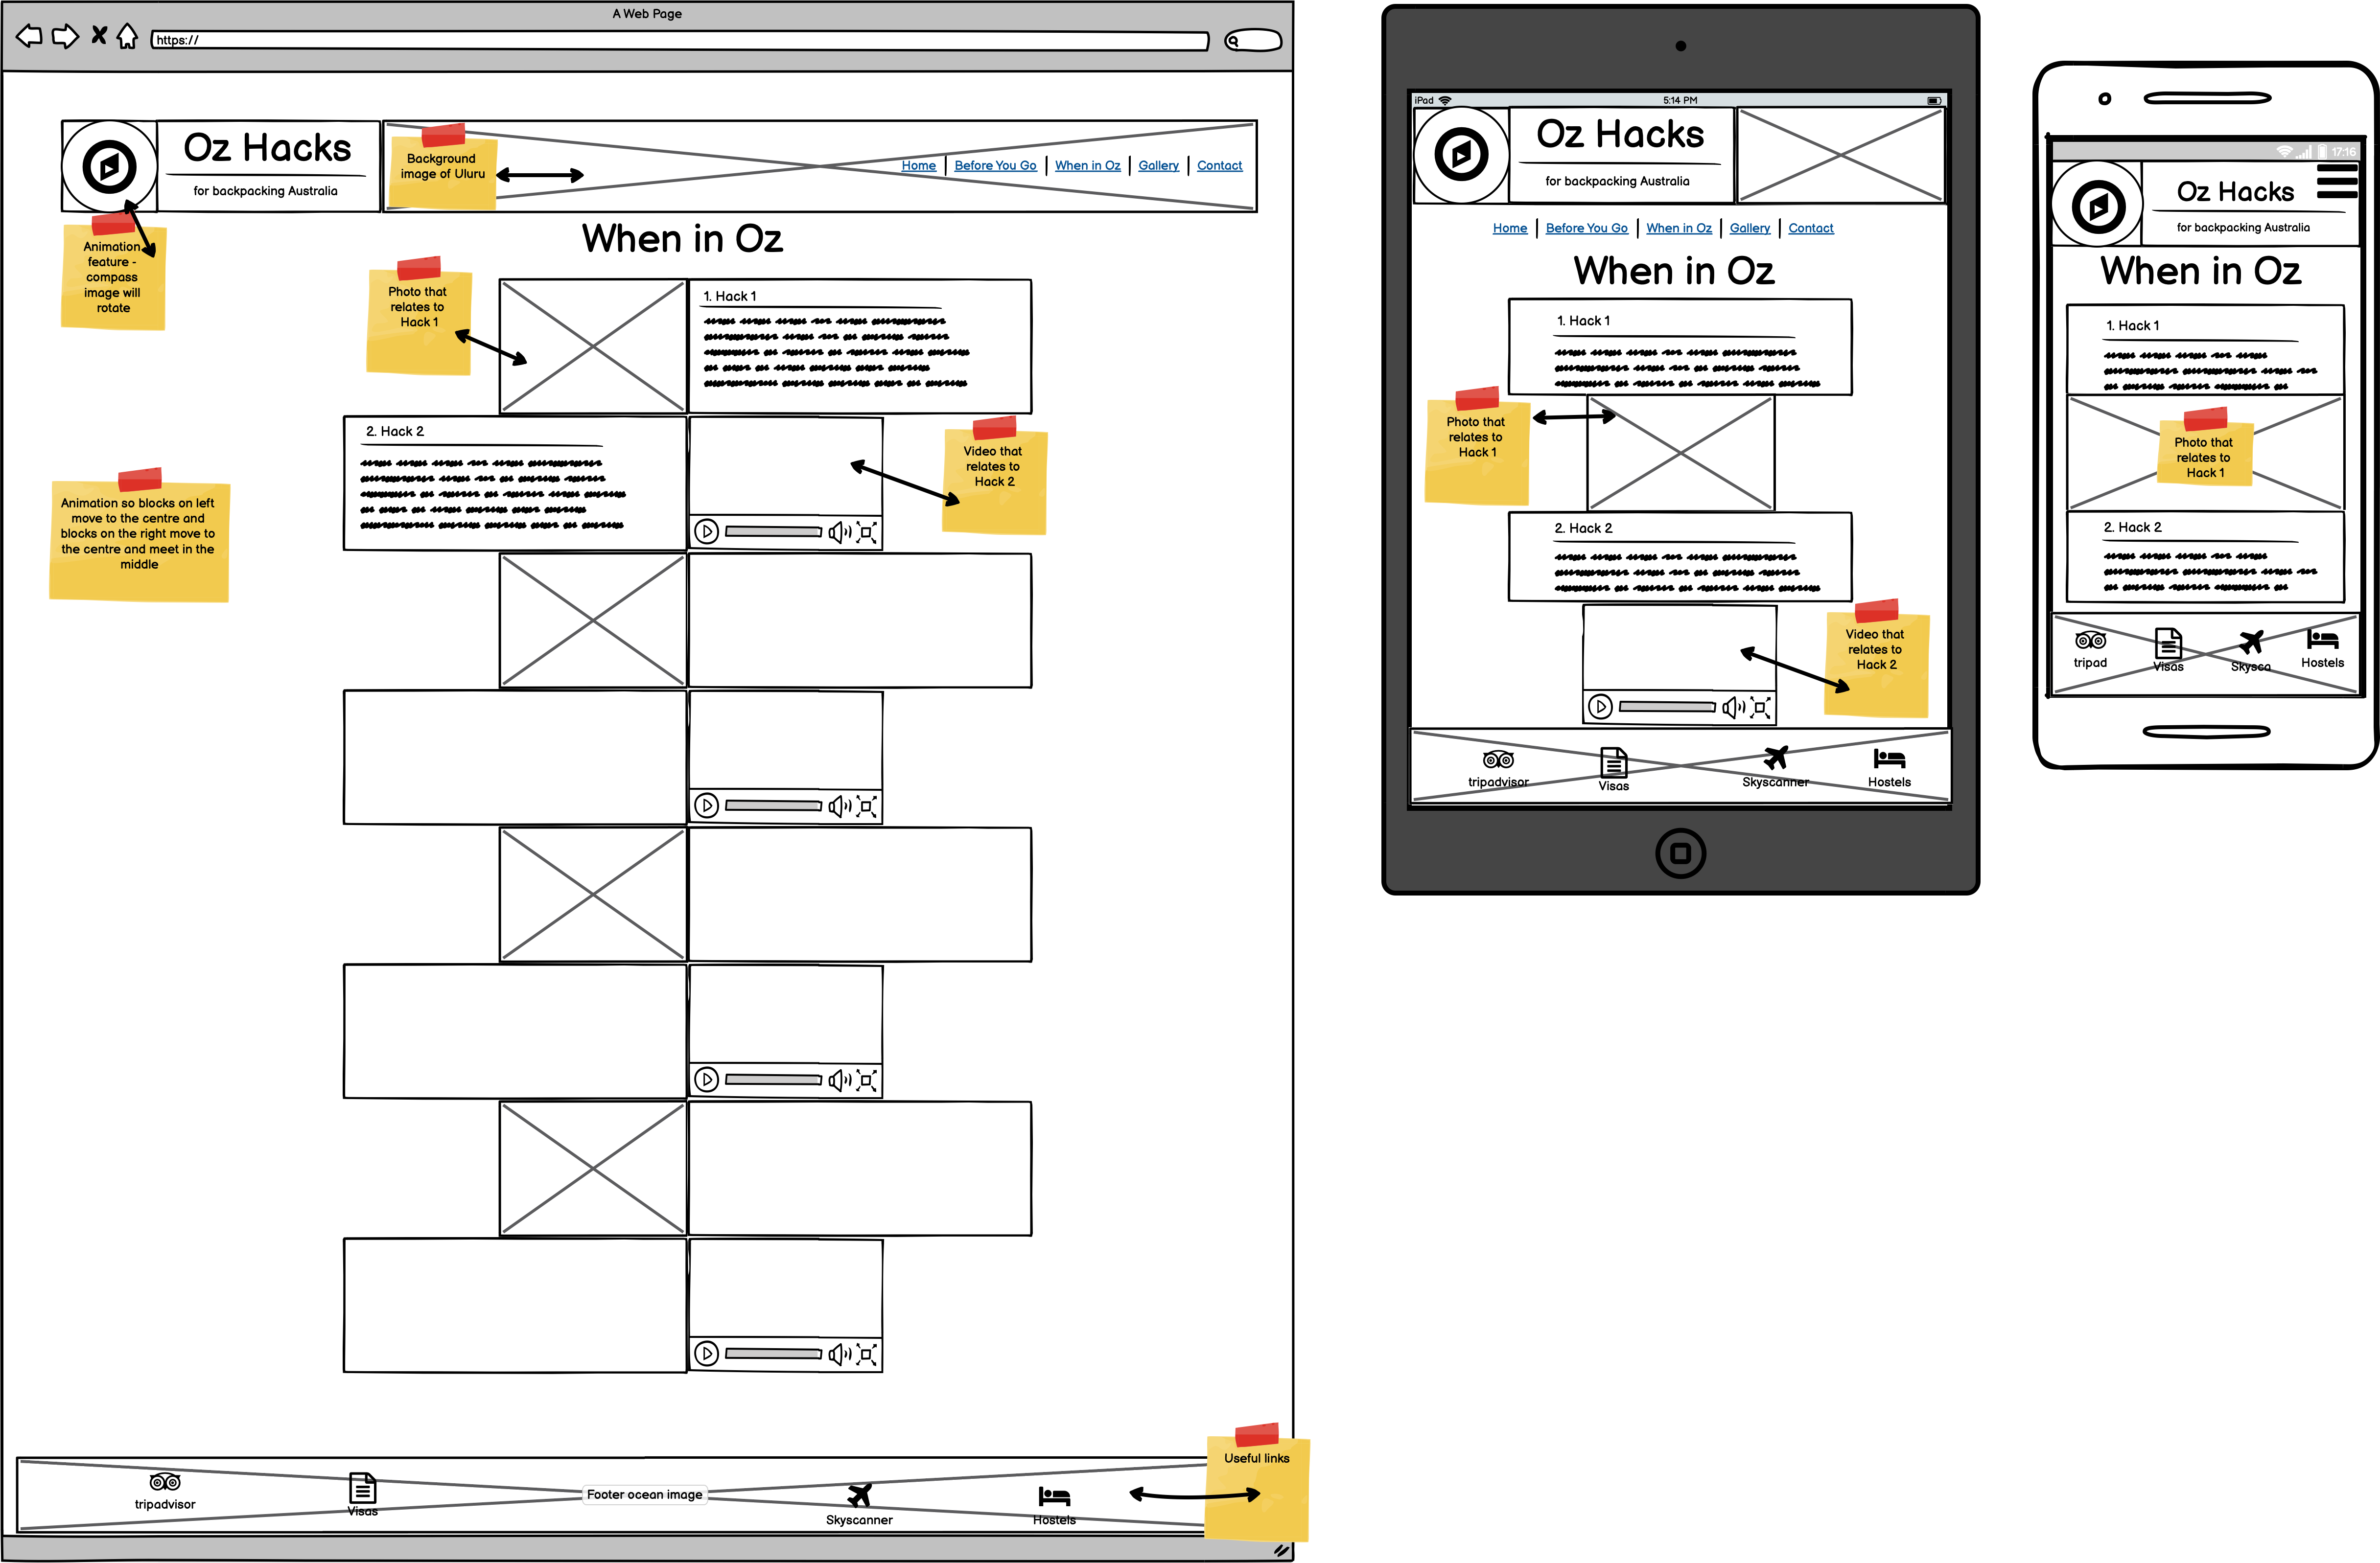 A Web Page
https://
Oz Hacks
for backpacking Australia
Background
image of Uluru
Home
Before You Go
When in Oz
Gallery
Contact
Animation
feature -
compass
image will
rotate
When in Oz
Photo that
relates to
Hack 1
1. Hack 1
2. Hack 2
Video that
relates to
Hack 2
Animation so blocks on left
move to the centre and
blocks on the right move to
the centre and meet in the
middle
Useful links
tripadvisor
Visas
Footer ocean image
Skyscanner
Hostels
iPad
5:14 PM
Oz Hacks
for backpacking Australia
Home
Before You Go
When in Oz
Gallery
Contact
When in Oz
1. Hack 1
Photo that
relates to
Hack 1
2. Hack 2
Video that
relates to
Hack 2
tripadvisor
Visas
Skyscanner
Hostels
17:16
Oz Hacks
for backpacking Australia
When in Oz
1. Hack 1
Photo that
relates to
Hack 1
2. Hack 2
tripad
Visas
Skysca
Hostels